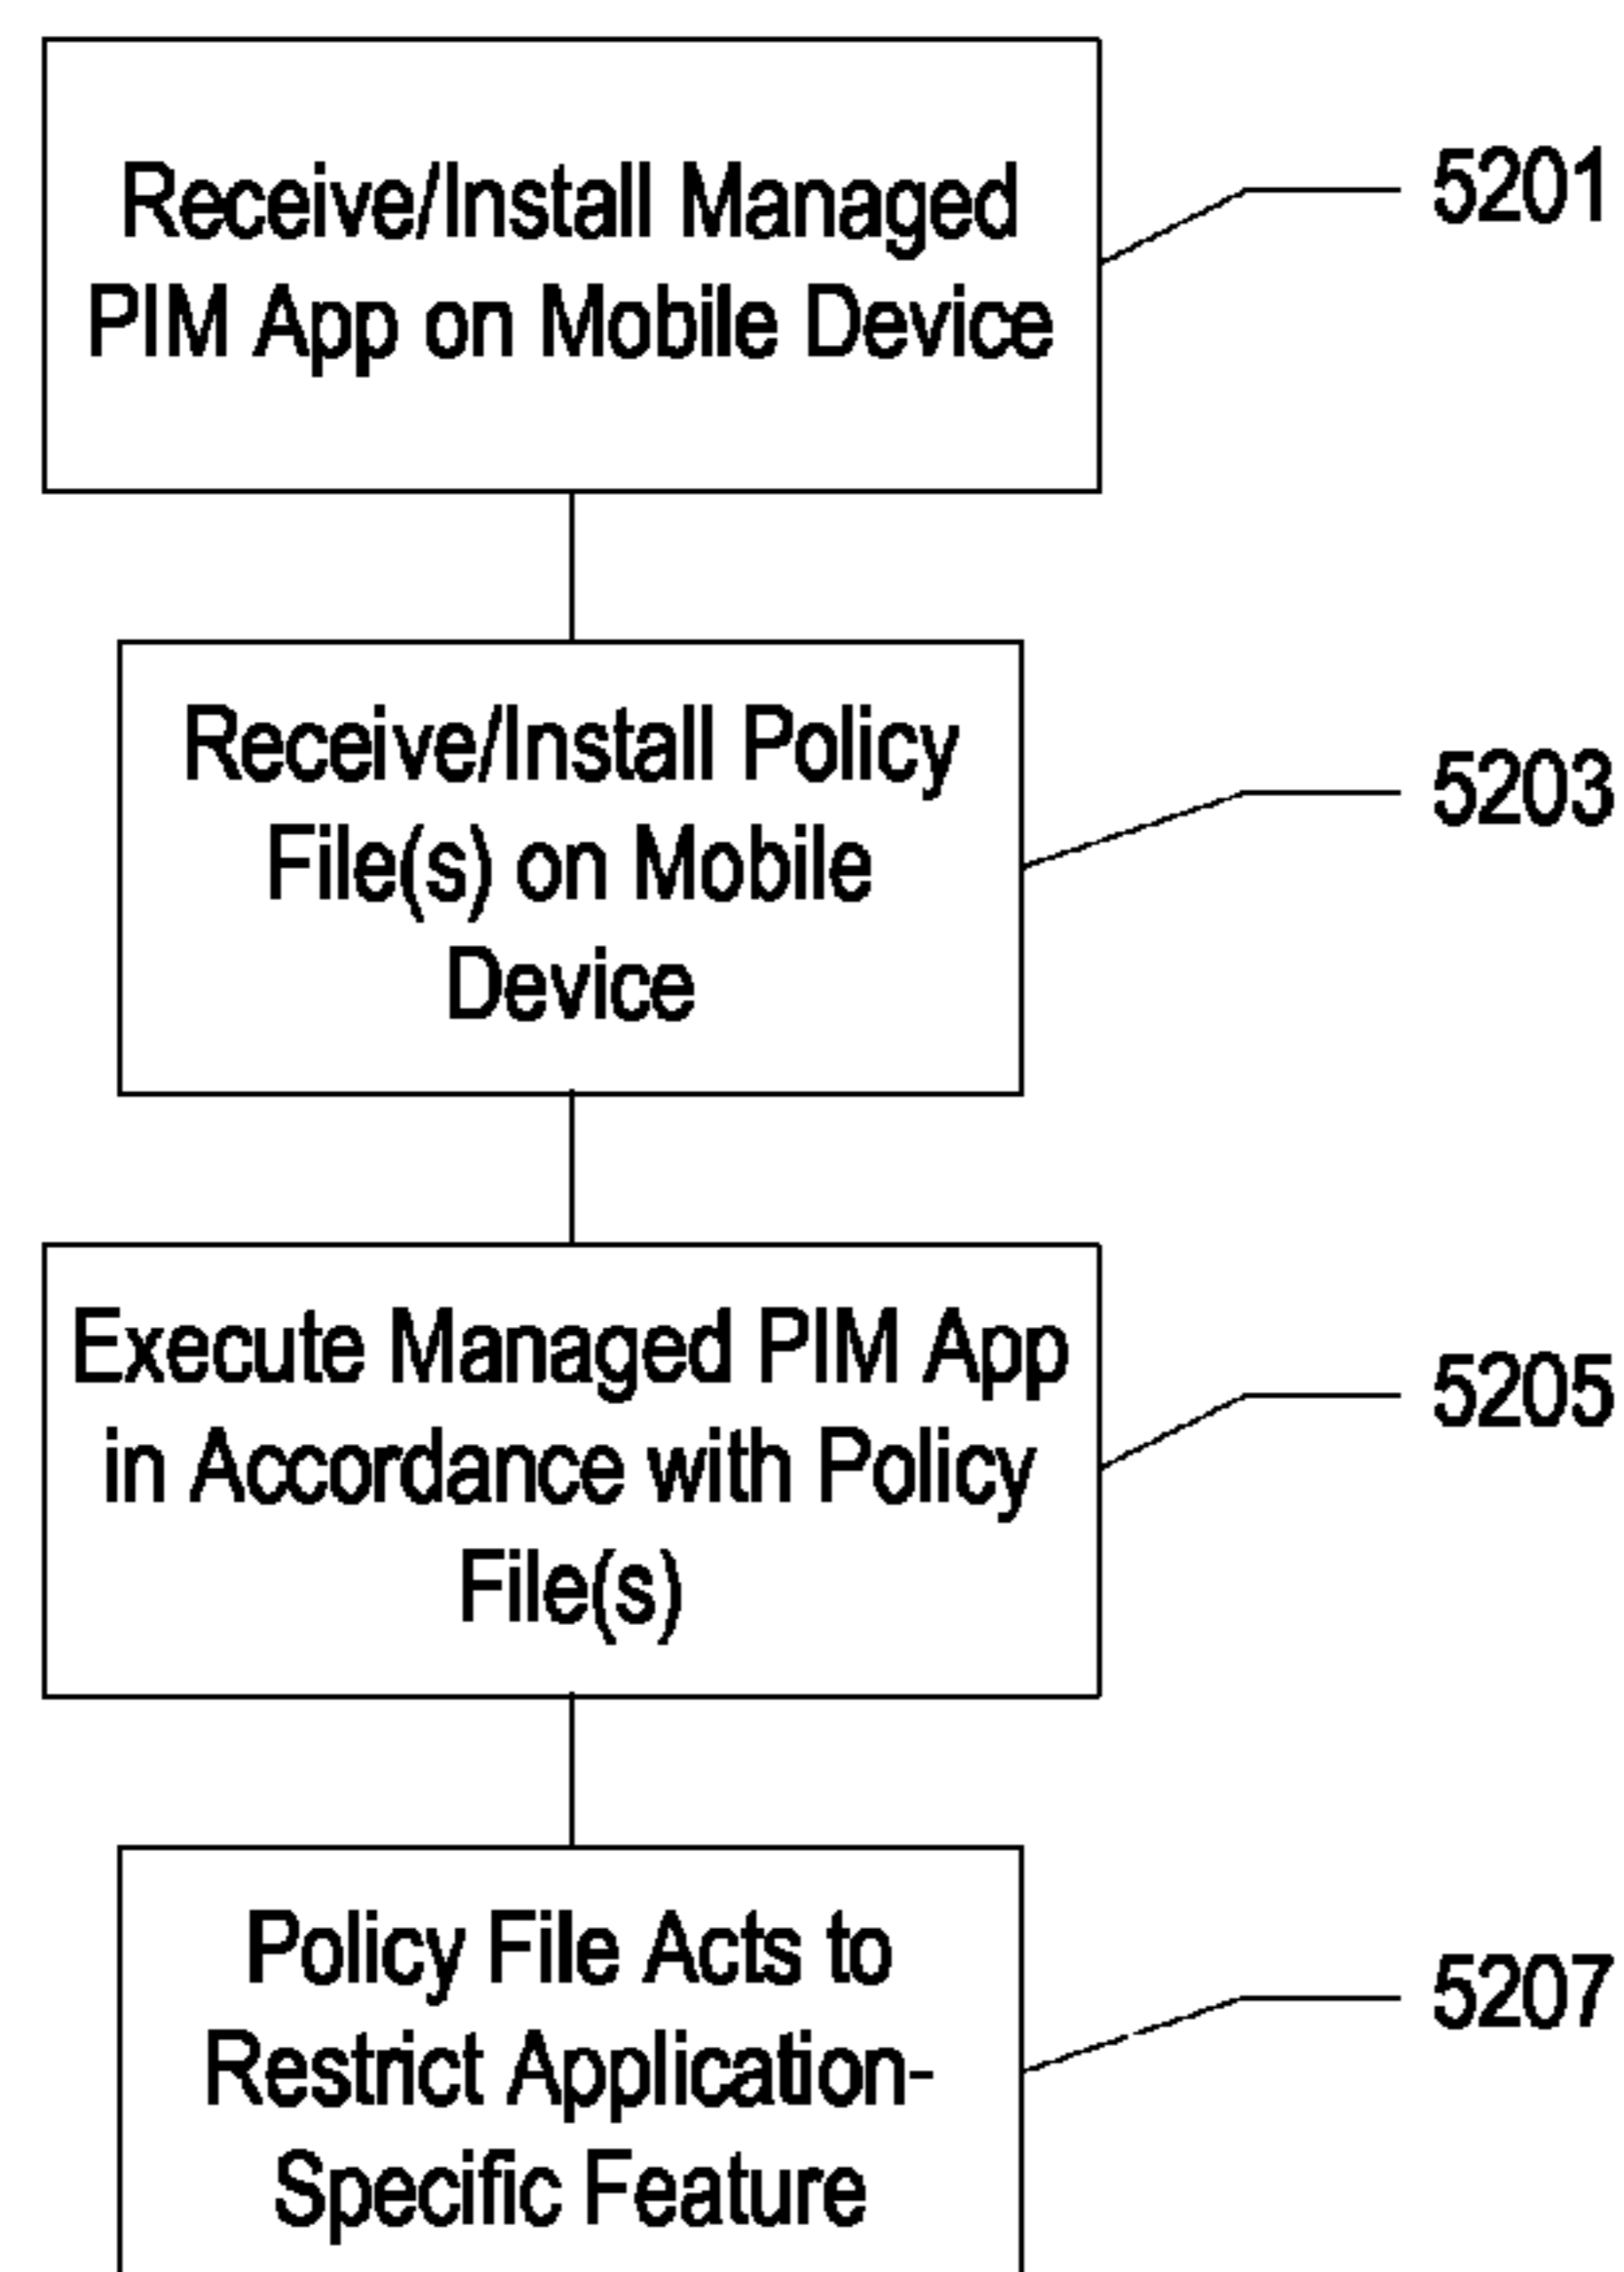 Receive/Install Managed
PIM App on Mobile Device
5201
Receive/Install Policy
File(s) on Mobile
Device
5203
Execute Managed PIM App
in Accordance with Policy
File(s)
5205
Policy File Acts to
Restrict Application-
Specific Feature
5207